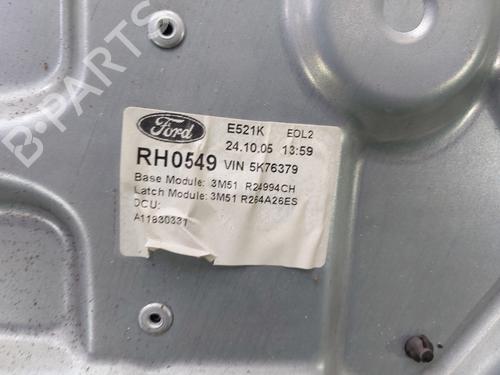 B-PARTS
Ford
E521K EOL2
24.10.05 13:59
RH0549 VIN 5K76379
Base Module: 3M51 R24994CH
Latch Module: 3M51 R264A26ES
DCU:
A11830331